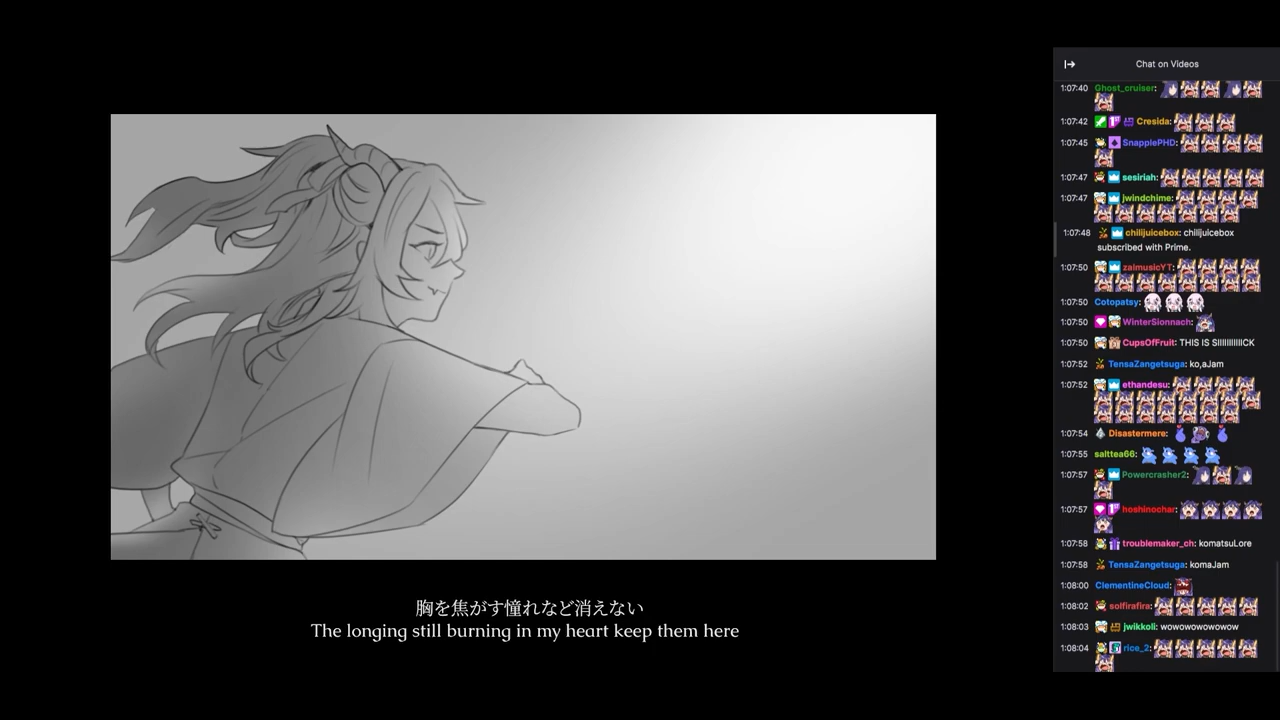 胸を焦がす憧れなど消えない
The longing still burning in my heart keep them here
Chat on Videos
1:07:40 Ghost_cruiser:
1:07:42 Cresida:
1:07:45 SnapplePHD:
1:07:47 sesiriah:
1:07:47 jwindchime:
1:07:48 chilijuicebox: chilijuicebox
subscribed with Prime.
1:07:50 zalmusicYT:
1:07:50 Cotopatsy:
1:07:50 WinterSionnach:
1:07:50 CupsOfFruit: THIS IS SIIIIIIIIIICK
1:07:52 TensaZangetsuga: ko,aJam
1:07:52 ethandesu:
1:07:54 Disastermere:
1:07:55 salttea66:
1:07:57 Powercrasher2:
1:07:57 hoshinochar:
1:07:58 troublemaker_ch: komatsuLore
1:07:58 TensaZangetsuga: komaJam
1:08:00 ClementineCloud:
1:08:02 solfirafira:
1:08:03 jwikkoli: wowowowowowow
1:08:04 rice_2: